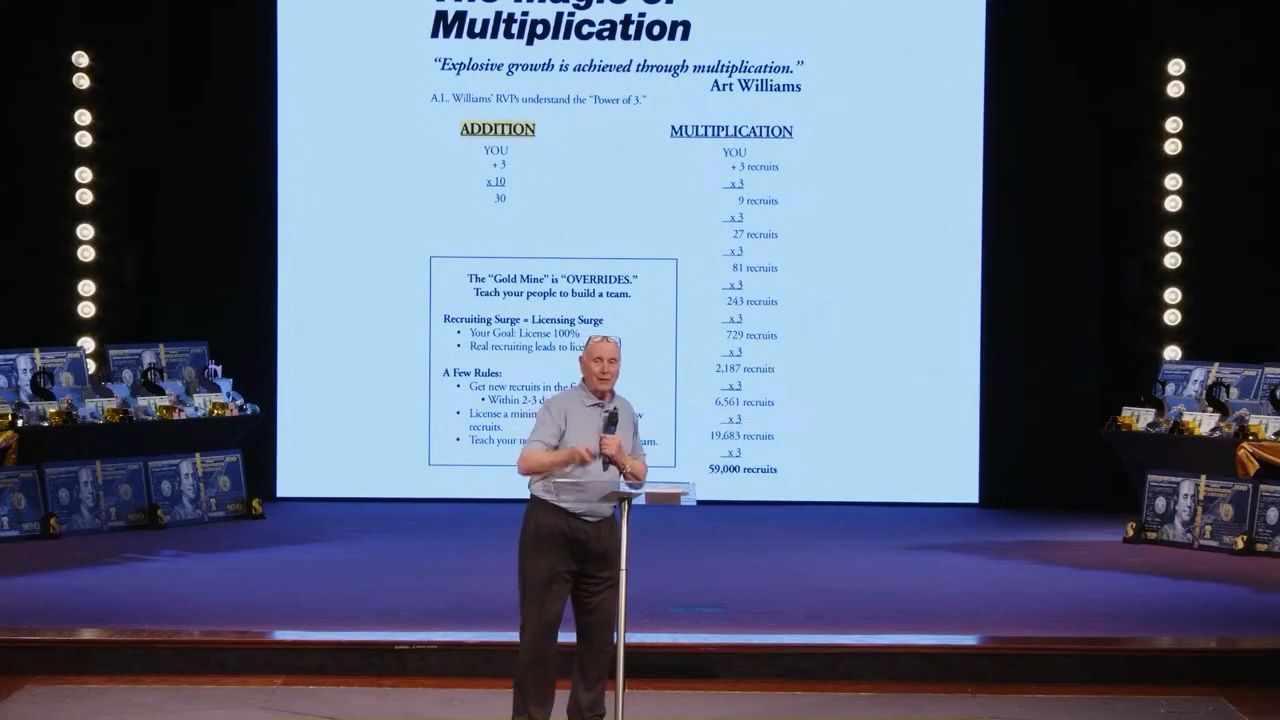 The Magic of
Multiplication
“Explosive growth is achieved through multiplication.”
Art Williams
A.L. Williams’ RVPs understand the “Power of 3.”
ADDITION
YOU
+ 3
x 10
30
The “Gold Mine” is “OVERRIDES.”
Teach your people to build a team.
Recruiting Surge = Licensing Surge
• Your Goal: License 100%
• Real recruiting leads to
A Few Rules:
• Get new recruits in the
• Within 2-3
• License a
recruits.
• Teach your
MULTIPLICATION
YOU
+ 3 recruits
x 3
9 recruits
x 3
27 recruits
x 3
81 recruits
x 3
243 recruits
x 3
729 recruits
x 3
2,187 recruits
x 3
6,561 recruits
x 3
19,683 recruits
x 3
59,000 recruits